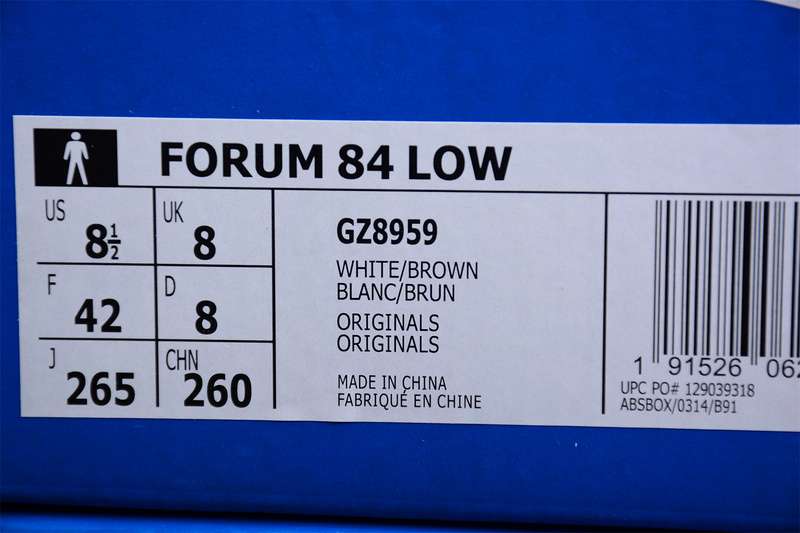 FORUM 84 LOW
US 8½ UK 8
F 42 D 8
J 265 CHN 260
GZ8959
WHITE/BROWN
BLANC/BRUN
ORIGINALS
ORIGINALS
MADE IN CHINA
FABRIQUÉ EN CHINE
1 91526 062
UPC PO# 129039318
ABSBOX/0314/B91